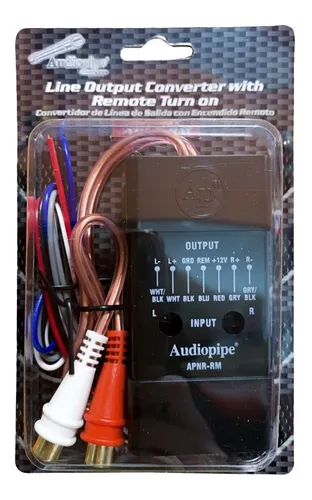 Audiopipe
Line Output Converter with
Remote Turn on
Convertidor de Linea de Salida con Encendido Remoto
AP
OUTPUT
L- L+ GRD REM +12V R+ R-
WHT/BLK WHT BLK BLU RED GRY GRY/BLK
L INPUT R
Audiopipe®
APNR-RM